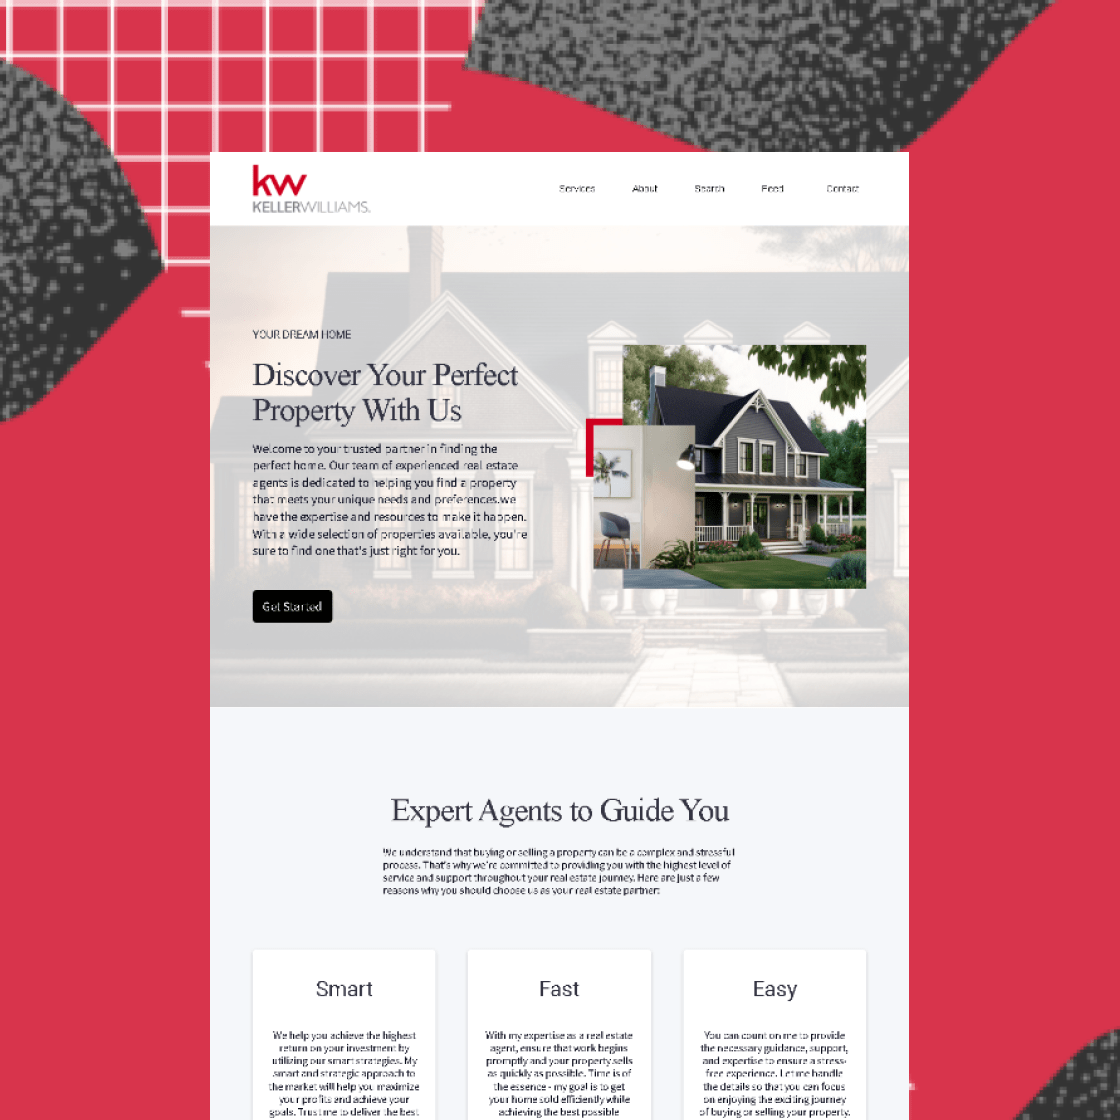 kw
KELLERWILLIAMS.
Services About Search Feed Contact
YOUR DREAM HOME
Discover Your Perfect
Property With Us
Welcome to your trusted partner in finding the
perfect home. Our team of experienced real estate
agents is dedicated to helping you find a property
that meets your unique needs and preferences.we
have the expertise and resources to make it happen.
With a wide selection of properties available, you're
sure to find one that's just right for you.
Get Started
Expert Agents to Guide You
We understand that buying or selling a property can be a complex and stressful
process. That's why we're committed to providing you with the highest level of
service and support throughout your real estate journey. Here are just a few
reasons why you should choose us as your real estate partner:
Smart
We help you achieve the highest
return on your investment by
utilizing our smart strategies. My
smart and strategic approach to
the market will help you maximize
your profits and achieve your
goals. Trust me to deliver the best
Fast
With my expertise as a real estate
agent, ensure that work begins
promptly and your property sells
as quickly as possible. Time is of
the essence - my goal is to get
your home sold efficiently while
achieving the best possible
Easy
You can count on me to provide
the necessary guidance, support,
and expertise to ensure a stress-
free experience. Let me handle
the details so that you can focus
on enjoying the exciting journey
of buying or selling your property.